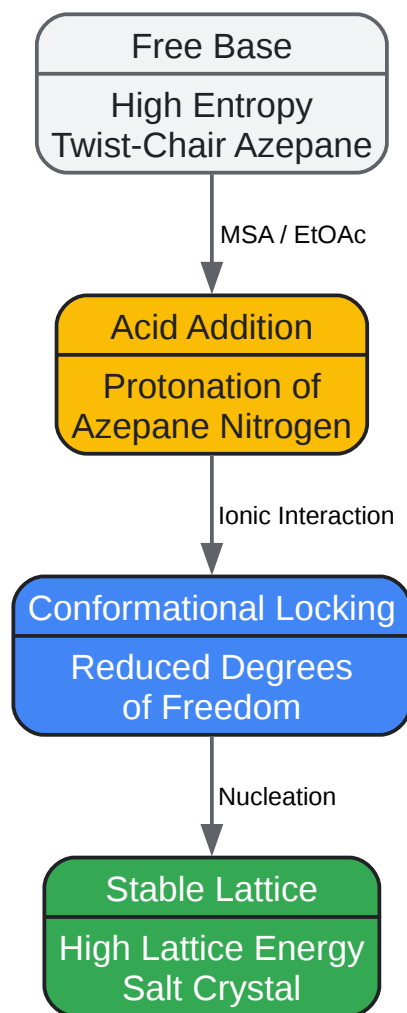 Free Base
High Entropy
Twist-Chair Azepane
MSA / EtOAc
Acid Addition
Protonation of
Azepane Nitrogen
Ionic Interaction
Conformational Locking
Reduced Degrees
of Freedom
Nucleation
Stable Lattice
High Lattice Energy
Salt Crystal